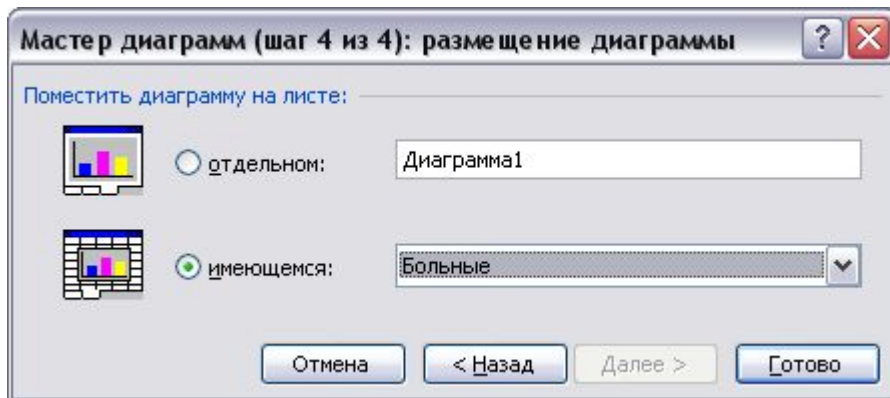 Мастер диаграмм (шаг 4 из 4): размещение диаграммы
Поместить диаграмму на листе:
отдельном:
Диаграмма1
имеющемся:
Больные
Отмена
< Назад
Далее >
Готово